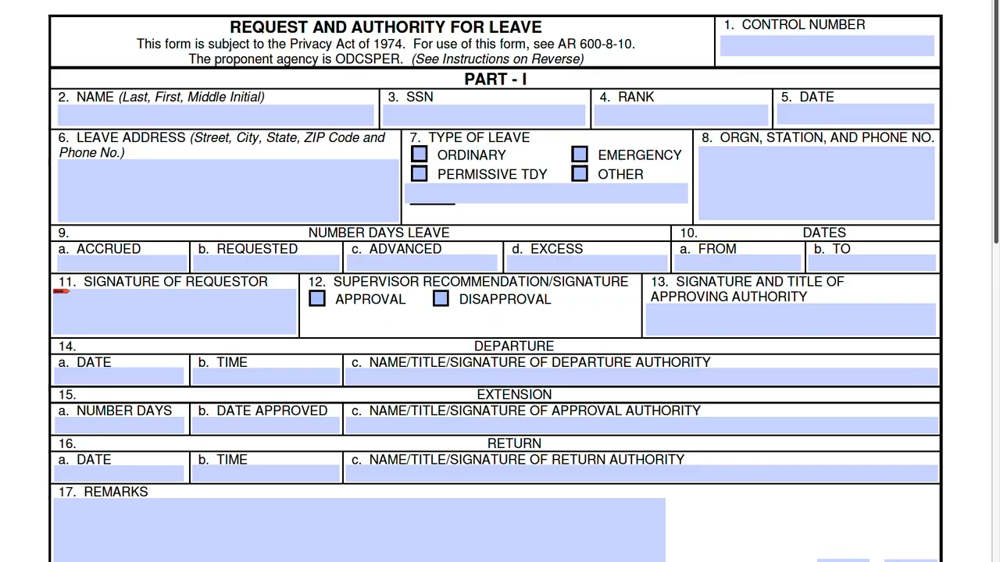 REQUEST AND AUTHORITY FOR LEAVE
This form is subject to the Privacy Act of 1974. For use of this form, see AR 600-8-10.
The proponent agency is ODCSPER. (See Instructions on Reverse)
1. CONTROL NUMBER
PART - I
2. NAME (Last, First, Middle Initial)
3. SSN
4. RANK
5. DATE
6. LEAVE ADDRESS (Street, City, State, ZIP Code and
Phone No.)
7. TYPE OF LEAVE
ORDINARY
EMERGENCY
PERMISSIVE TDY
OTHER
8. ORGN, STATION, AND PHONE NO.
9. NUMBER DAYS LEAVE
a. ACCRUED
b. REQUESTED
c. ADVANCED
d. EXCESS
10. DATES
a. FROM
b. TO
11. SIGNATURE OF REQUESTOR
12. SUPERVISOR RECOMMENDATION/SIGNATURE
APPROVAL
DISAPPROVAL
13. SIGNATURE AND TITLE OF
APPROVING AUTHORITY
14. DEPARTURE
a. DATE
b. TIME
c. NAME/TITLE/SIGNATURE OF DEPARTURE AUTHORITY
15. EXTENSION
a. NUMBER DAYS
b. DATE APPROVED
c. NAME/TITLE/SIGNATURE OF APPROVAL AUTHORITY
16. RETURN
a. DATE
b. TIME
c. NAME/TITLE/SIGNATURE OF RETURN AUTHORITY
17. REMARKS